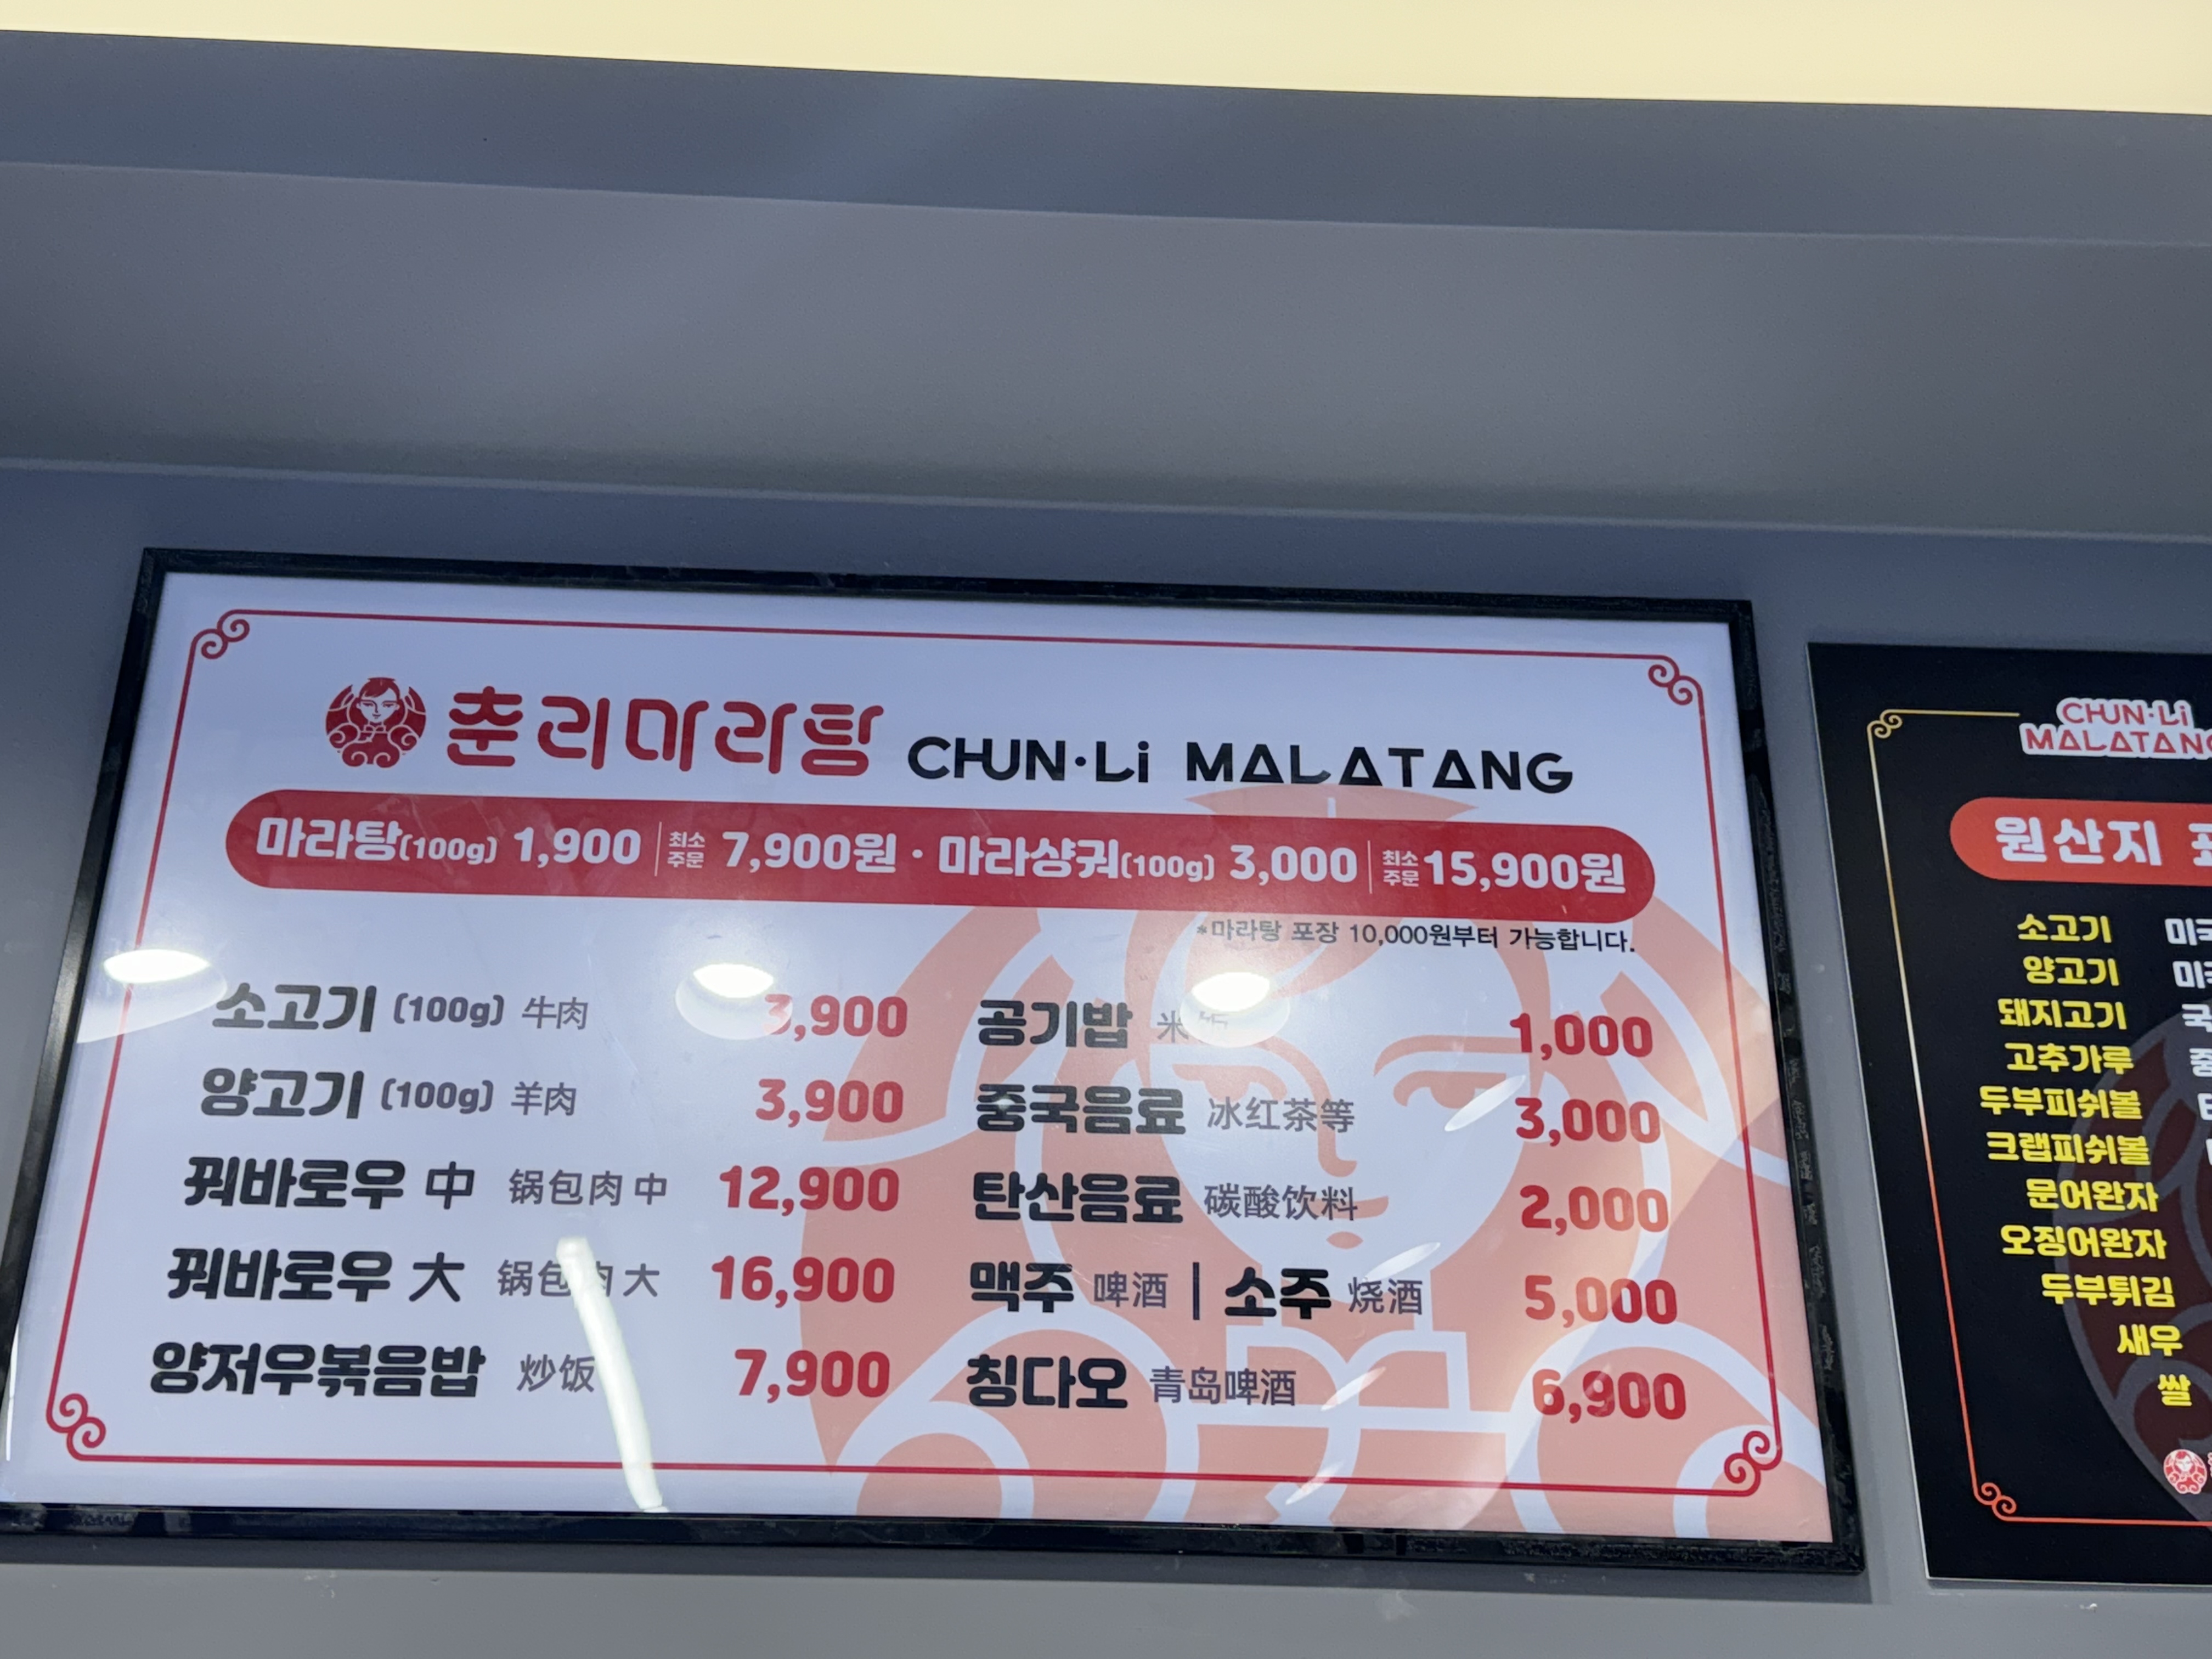 춘리마라탕 CHUN·Li MALATANG
마라탕(100g) 1,900 최소 주문 7,900원 · 마라샹궈(100g) 3,000 최소 주문 15,900원
*마라탕 포장 10,000원부터 가능합니다.
소고기 (100g) 牛肉 3,900
양고기 (100g) 羊肉 3,900
꿔바로우 中 锅包肉 中 12,900
꿔바로우 大 锅包肉 大 16,900
양저우볶음밥 炒饭 7,900
공기밥 米饭 1,000
중국음료 冰红茶等 3,000
탄산음료 碳酸饮料 2,000
맥주 啤酒 | 소주 烧酒 5,000
칭다오 青岛啤酒 6,900
CHUN·Li
MALATANG
원산지
소고기
양고기
돼지고기
고추가루
두부피쉬볼
크랩피쉬볼
문어완자
오징어완자
두부튀김
새우
쌀